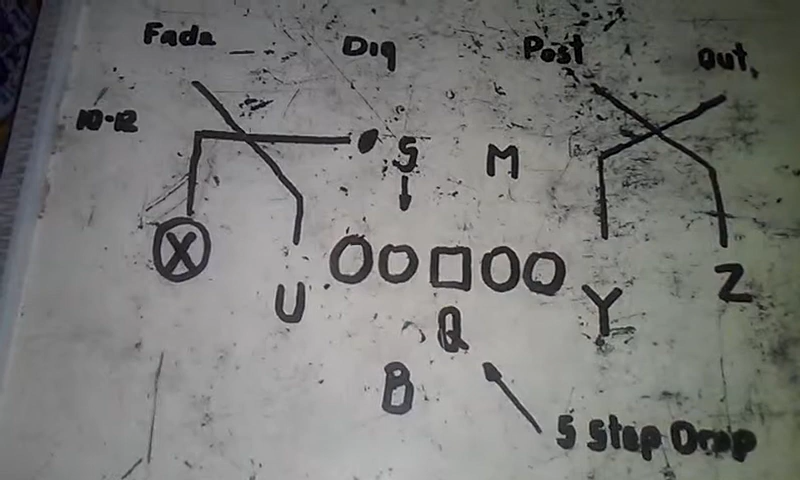 Fade Dig Post Out
10-12
S M
X
U Y Z
Q
B
5 Step Drop